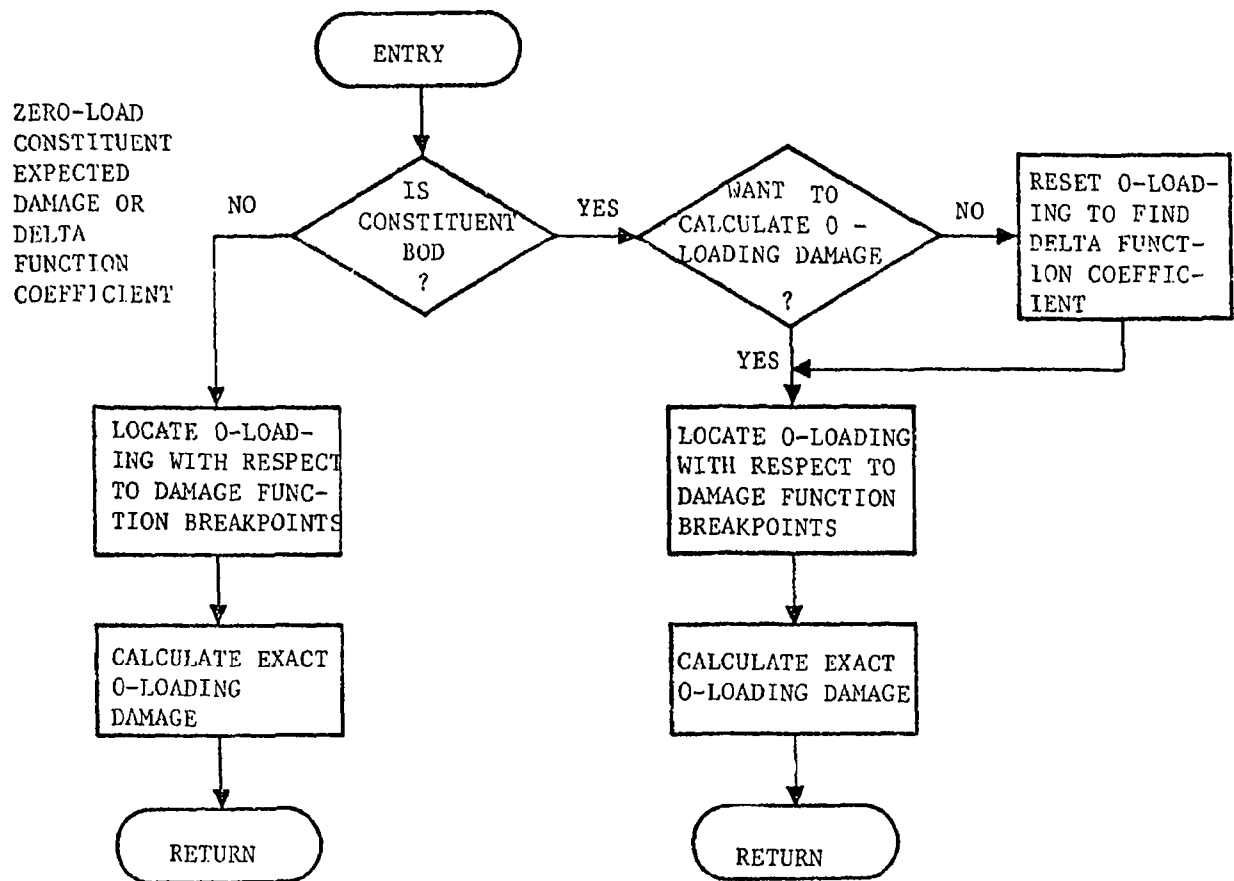 ENTRY
ZERO-LOAD
CONSTITUENT
EXPECTED
DAMAGE OR
DELTA
FUNCTION
COEFFICIENT
NO
IS
CONSTITUENT
BOD
?
YES
WANT TO
CALCULATE 0 -
LOADING DAMAGE
?
NO
RESET 0-LOAD-
ING TO FIND
DELTA FUNCT-
ION COEFFIC-
IENT
YES
LOCATE 0-LOAD-
ING WITH RESPECT
TO DAMAGE FUNC-
TION BREAKPOINTS
LOCATE 0-LOADING
WITH RESPECT TO
DAMAGE FUNCTION
BREAKPOINTS
CALCULATE EXACT
0-LOADING
DAMAGE
CALCULATE EXACT
0-LOADING DAMAGE
RETURN
RETURN